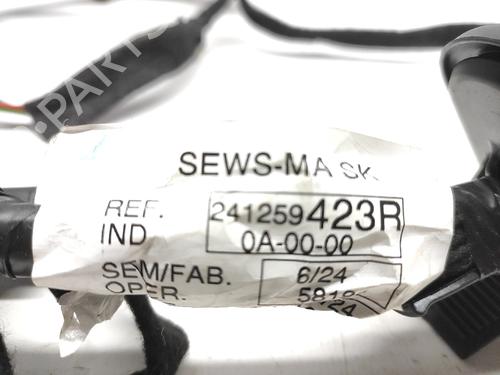 SEWS-MA SK
REF. 241259423R
IND 0A-00-00
SEM/FAB. 6/24
OPER.